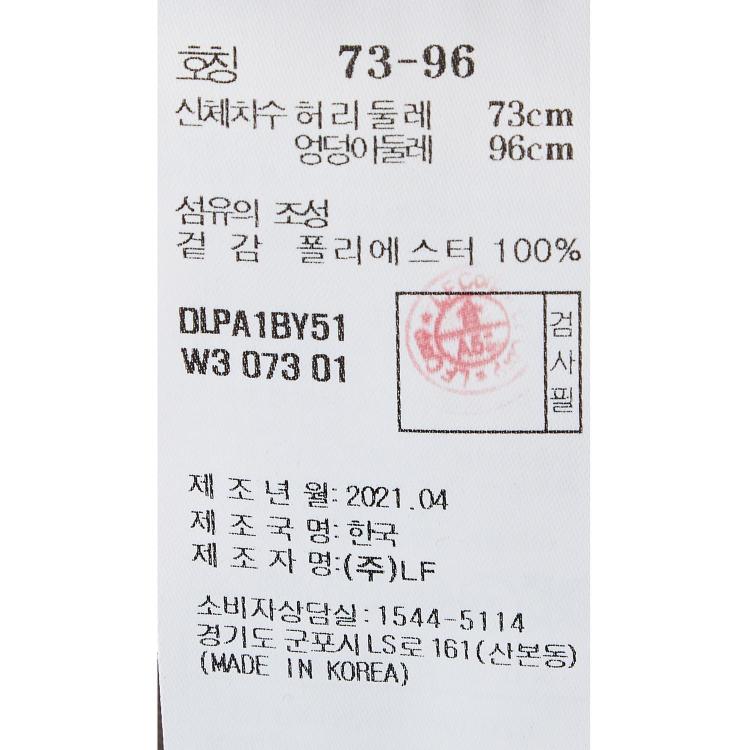 호칭 73-96
신체치수 허리둘레 73cm
엉덩이둘레 96cm
섬유의 조성
겉감 폴리에스터 100%
DLPA1BY51
W3 073 01
검사필
제조년월: 2021.04
제조국명: 한국
제조자명:(주)LF
소비자상담실: 1544-5114
경기도 군포시 LS로 161(산본동)
(MADE IN KOREA)